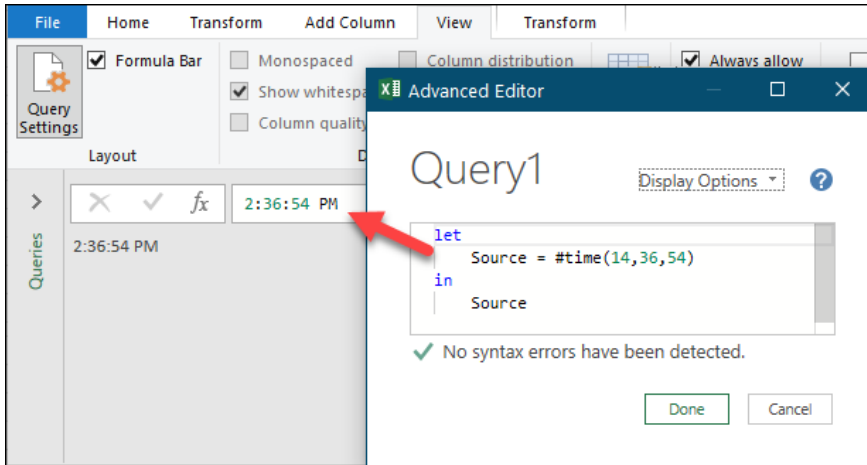 File Home Transform Add Column View Transform
Formula Bar
Monospaced
Column distribution
Always allow
Show whitespa
Column quality
Query
Settings
Layout
fx
2:36:54 PM
2:36:54 PM
Queries
Advanced Editor
Query1
Display Options
?
let
Source = #time(14,36,54)
in
Source
No syntax errors have been detected.
Done
Cancel